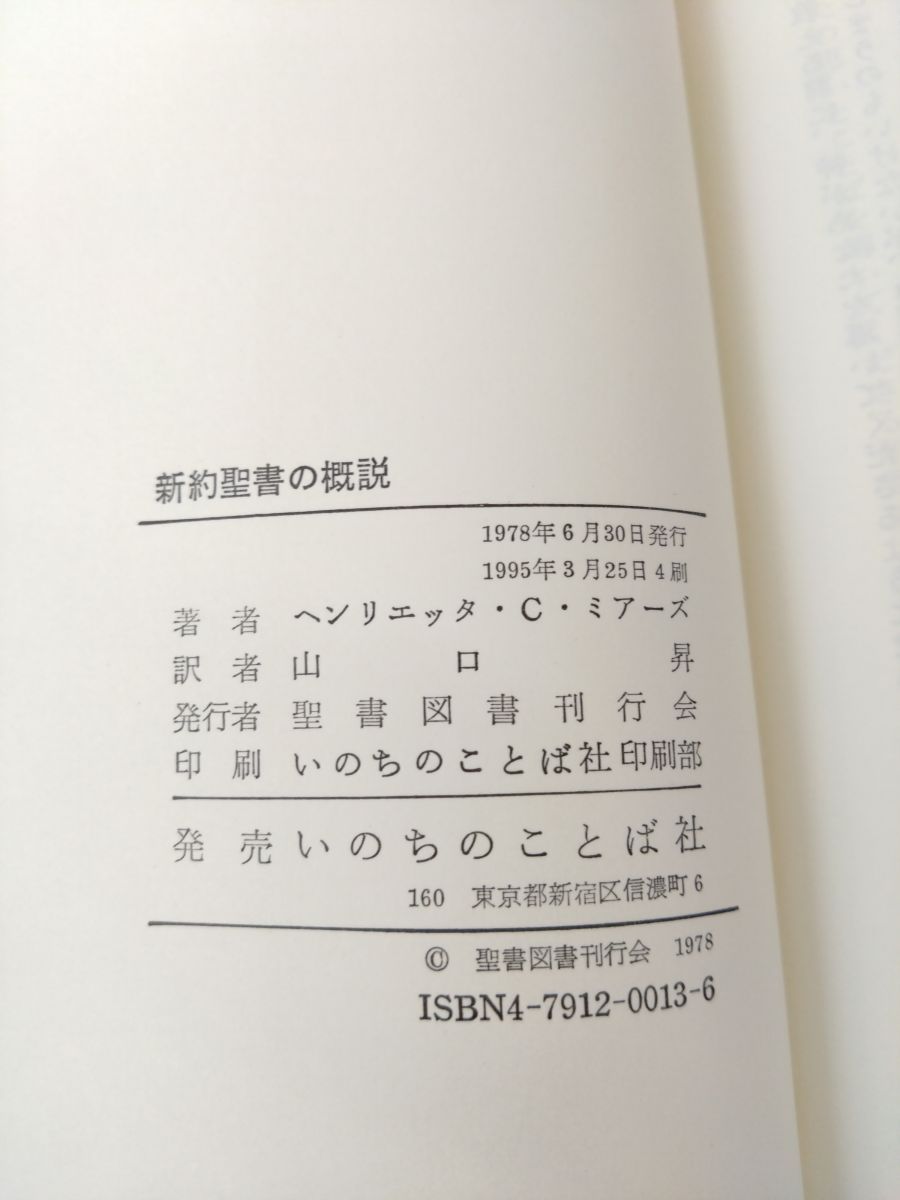 新約聖書の概説
1978年6月30日発行
1995年3月25日4刷
著者 ヘンリエッタ・C・ミアーズ
訳者 山口昇
発行者 聖書図書刊行会
印刷 いのちのことば社印刷部
発売 いのちのことば社
160 東京都新宿区信濃町6
© 聖書図書刊行会 1978
ISBN4-7912-0013-6